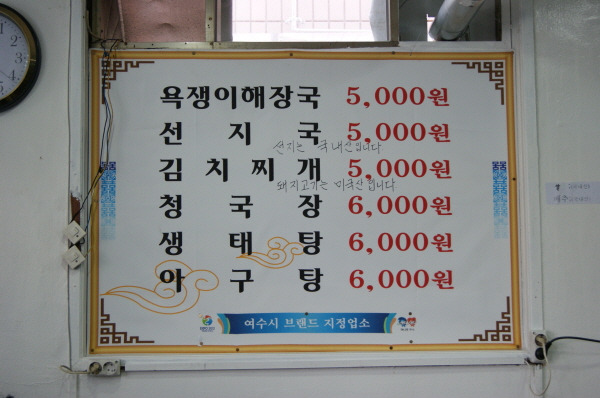 욕쟁이해장국 5,000원
선지국 5,000원
선지는 국내산입니다
김치찌개 5,000원
돼지고기는 미국산입니다
청국장 6,000원
생태탕 6,000원
아구탕 6,000원
여수시 브랜드 지정업소